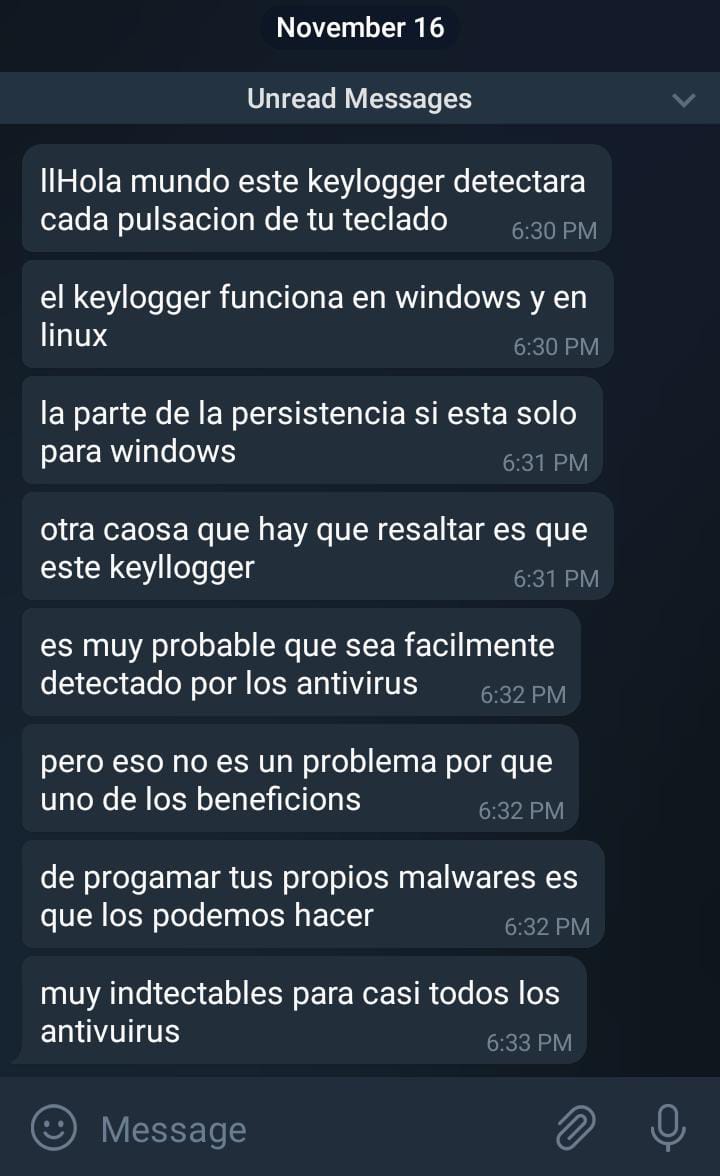 November 16
Unread Messages
llHola mundo este keylogger detectara
cada pulsacion de tu teclado
6:30 PM
el keylogger funciona en windows y en
linux
6:30 PM
la parte de la persistencia si esta solo
para windows
6:31 PM
otra caosa que hay que resaltar es que
este keyllogger
6:31 PM
es muy probable que sea facilmente
detectado por los antivirus
6:32 PM
pero eso no es un problema por que
uno de los beneficions
6:32 PM
de progamar tus propios malwares es
que los podemos hacer
6:32 PM
muy indtectables para casi todos los
antivuirus
6:33 PM
Message